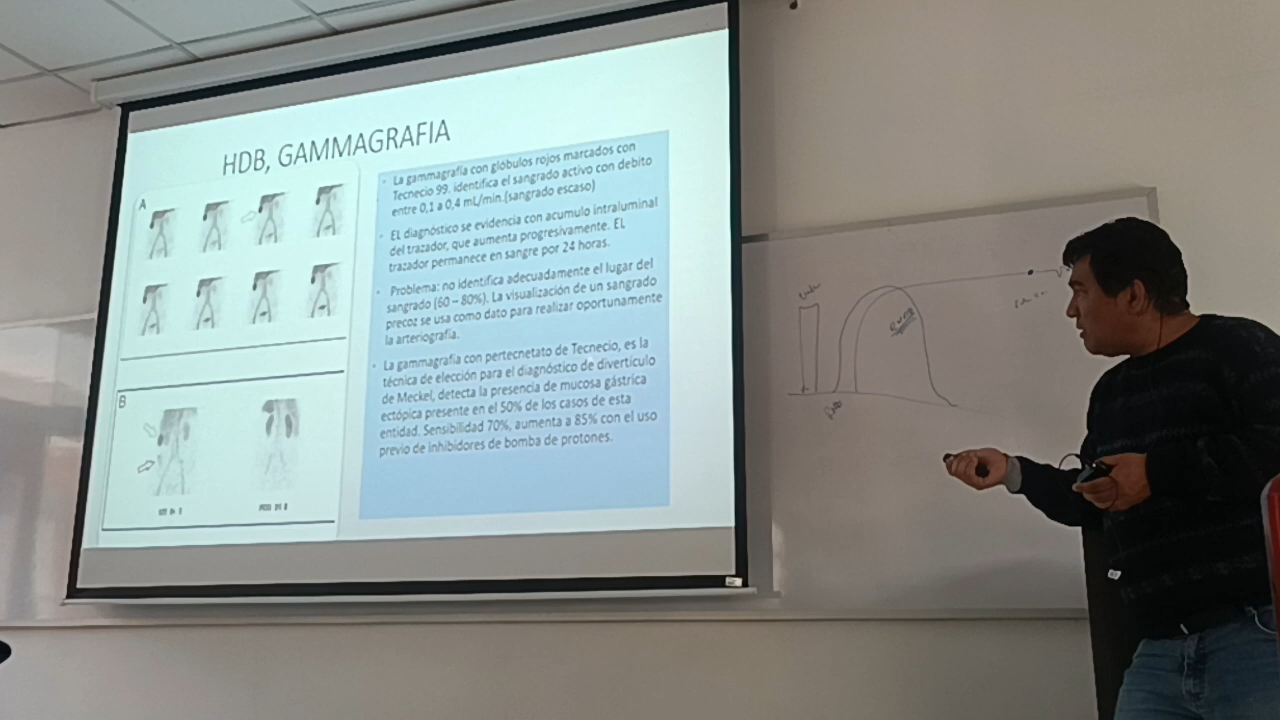 HDB, GAMMAGRAFIA
A
B
- La gammagrafía con glóbulos rojos marcados con
Tecnecio 99. identifica el sangrado activo con debito
entre 0,1 a 0,4 mL/min.(sangrado escaso)
- EL diagnóstico se evidencia con acumulo intraluminal
del trazador, que aumenta progresivamente. EL
trazador permanece en sangre por 24 horas.
- Problema: no identifica adecuadamente el lugar del
sangrado (60 – 80%). La visualización de un sangrado
precoz se usa como dato para realizar oportunamente
la arteriografía.
- La gammagrafía con pertecnetato de Tecnecio, es la
técnica de elección para el diagnóstico de divertículo
de Meckel, detecta la presencia de mucosa gástrica
ectópica presente en el 50% de los casos de esta
entidad. Sensibilidad 70%, aumenta a 85% con el uso
previo de inhibidores de bomba de protones.